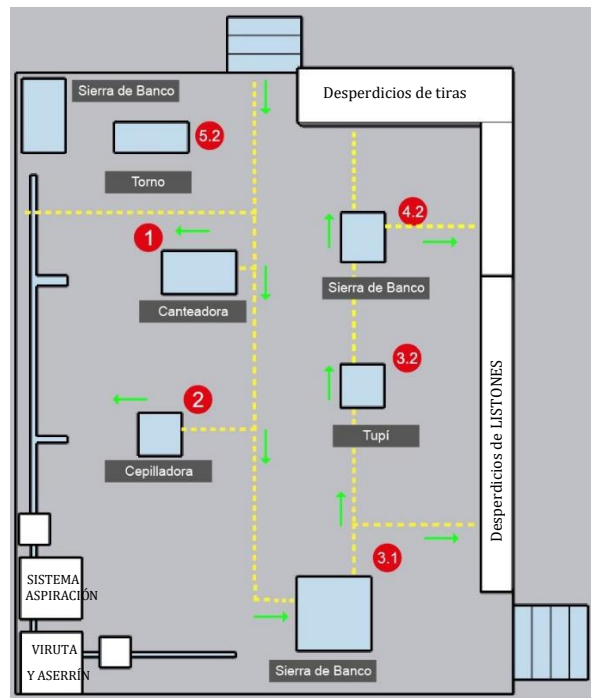 Sierra de Banco
Desperdicios de tiras
5.2
Torno
4.2
1
Sierra de Banco
Canteadora
3.2
2
Tupí
Cepilladora
Desperdicios de LISTONES
3.1
SISTEMA
ASPIRACIÓN
VIRUTA
Y ASERRÍN
Sierra de Banco